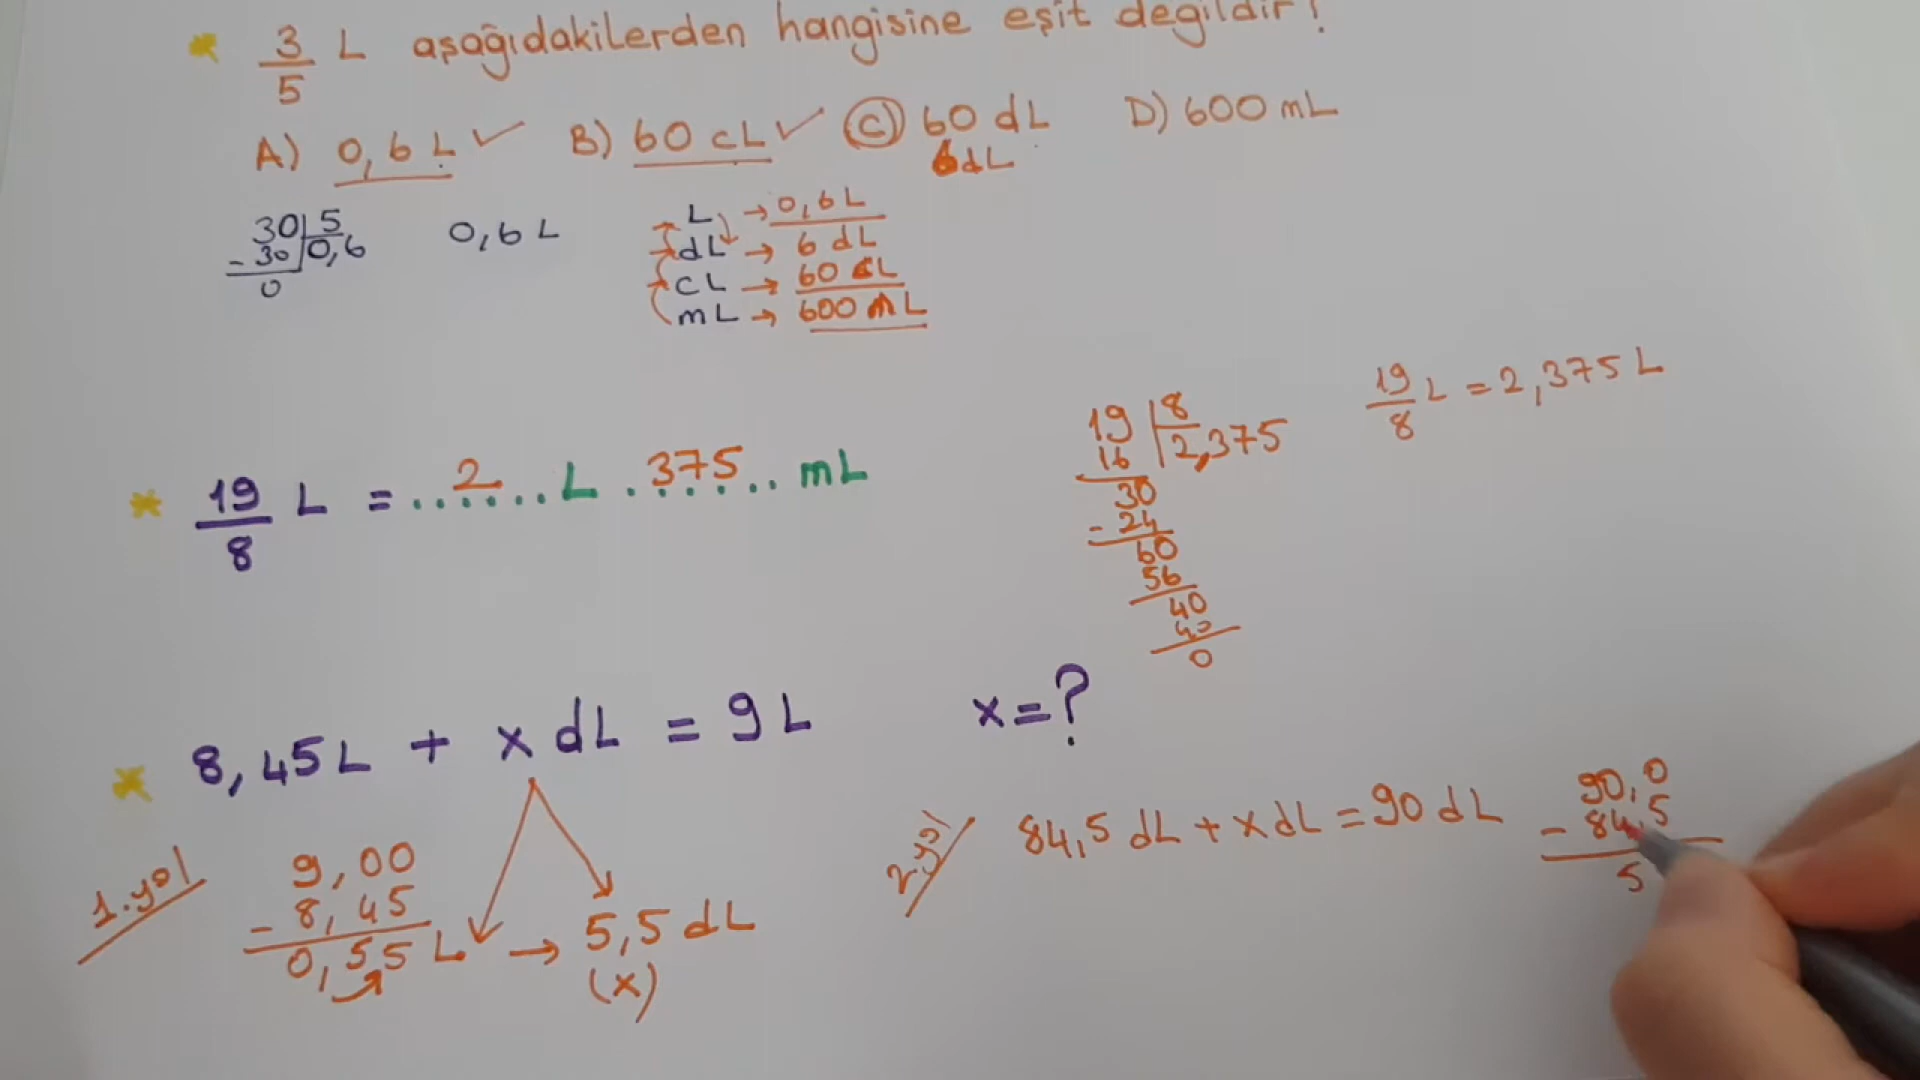 * 3/5 L aşağıdakilerden hangisine eşit değildir?
A) 0,6 L ✓ B) 60 cL ✓ C) 60 dL D) 600 mL
6 dL
30 | 5
- 30 0,6
0
0,6 L
L → 0,6 L
dL → 6 dL
cL → 60 cL
mL → 600 mL
* 19/8 L = ......2...... L ....375.... mL
19 | 8
16 2,375
30
- 24
60
56
40
40
0
19/8 L = 2,375 L
* 8,45 L + x dL = 9 L x = ?
1. yol
9,00
- 8,45
0,55 L → 5,5 dL
(x)
2. yol
84,5 dL + x dL = 90 dL
90,0
- 84,5
5